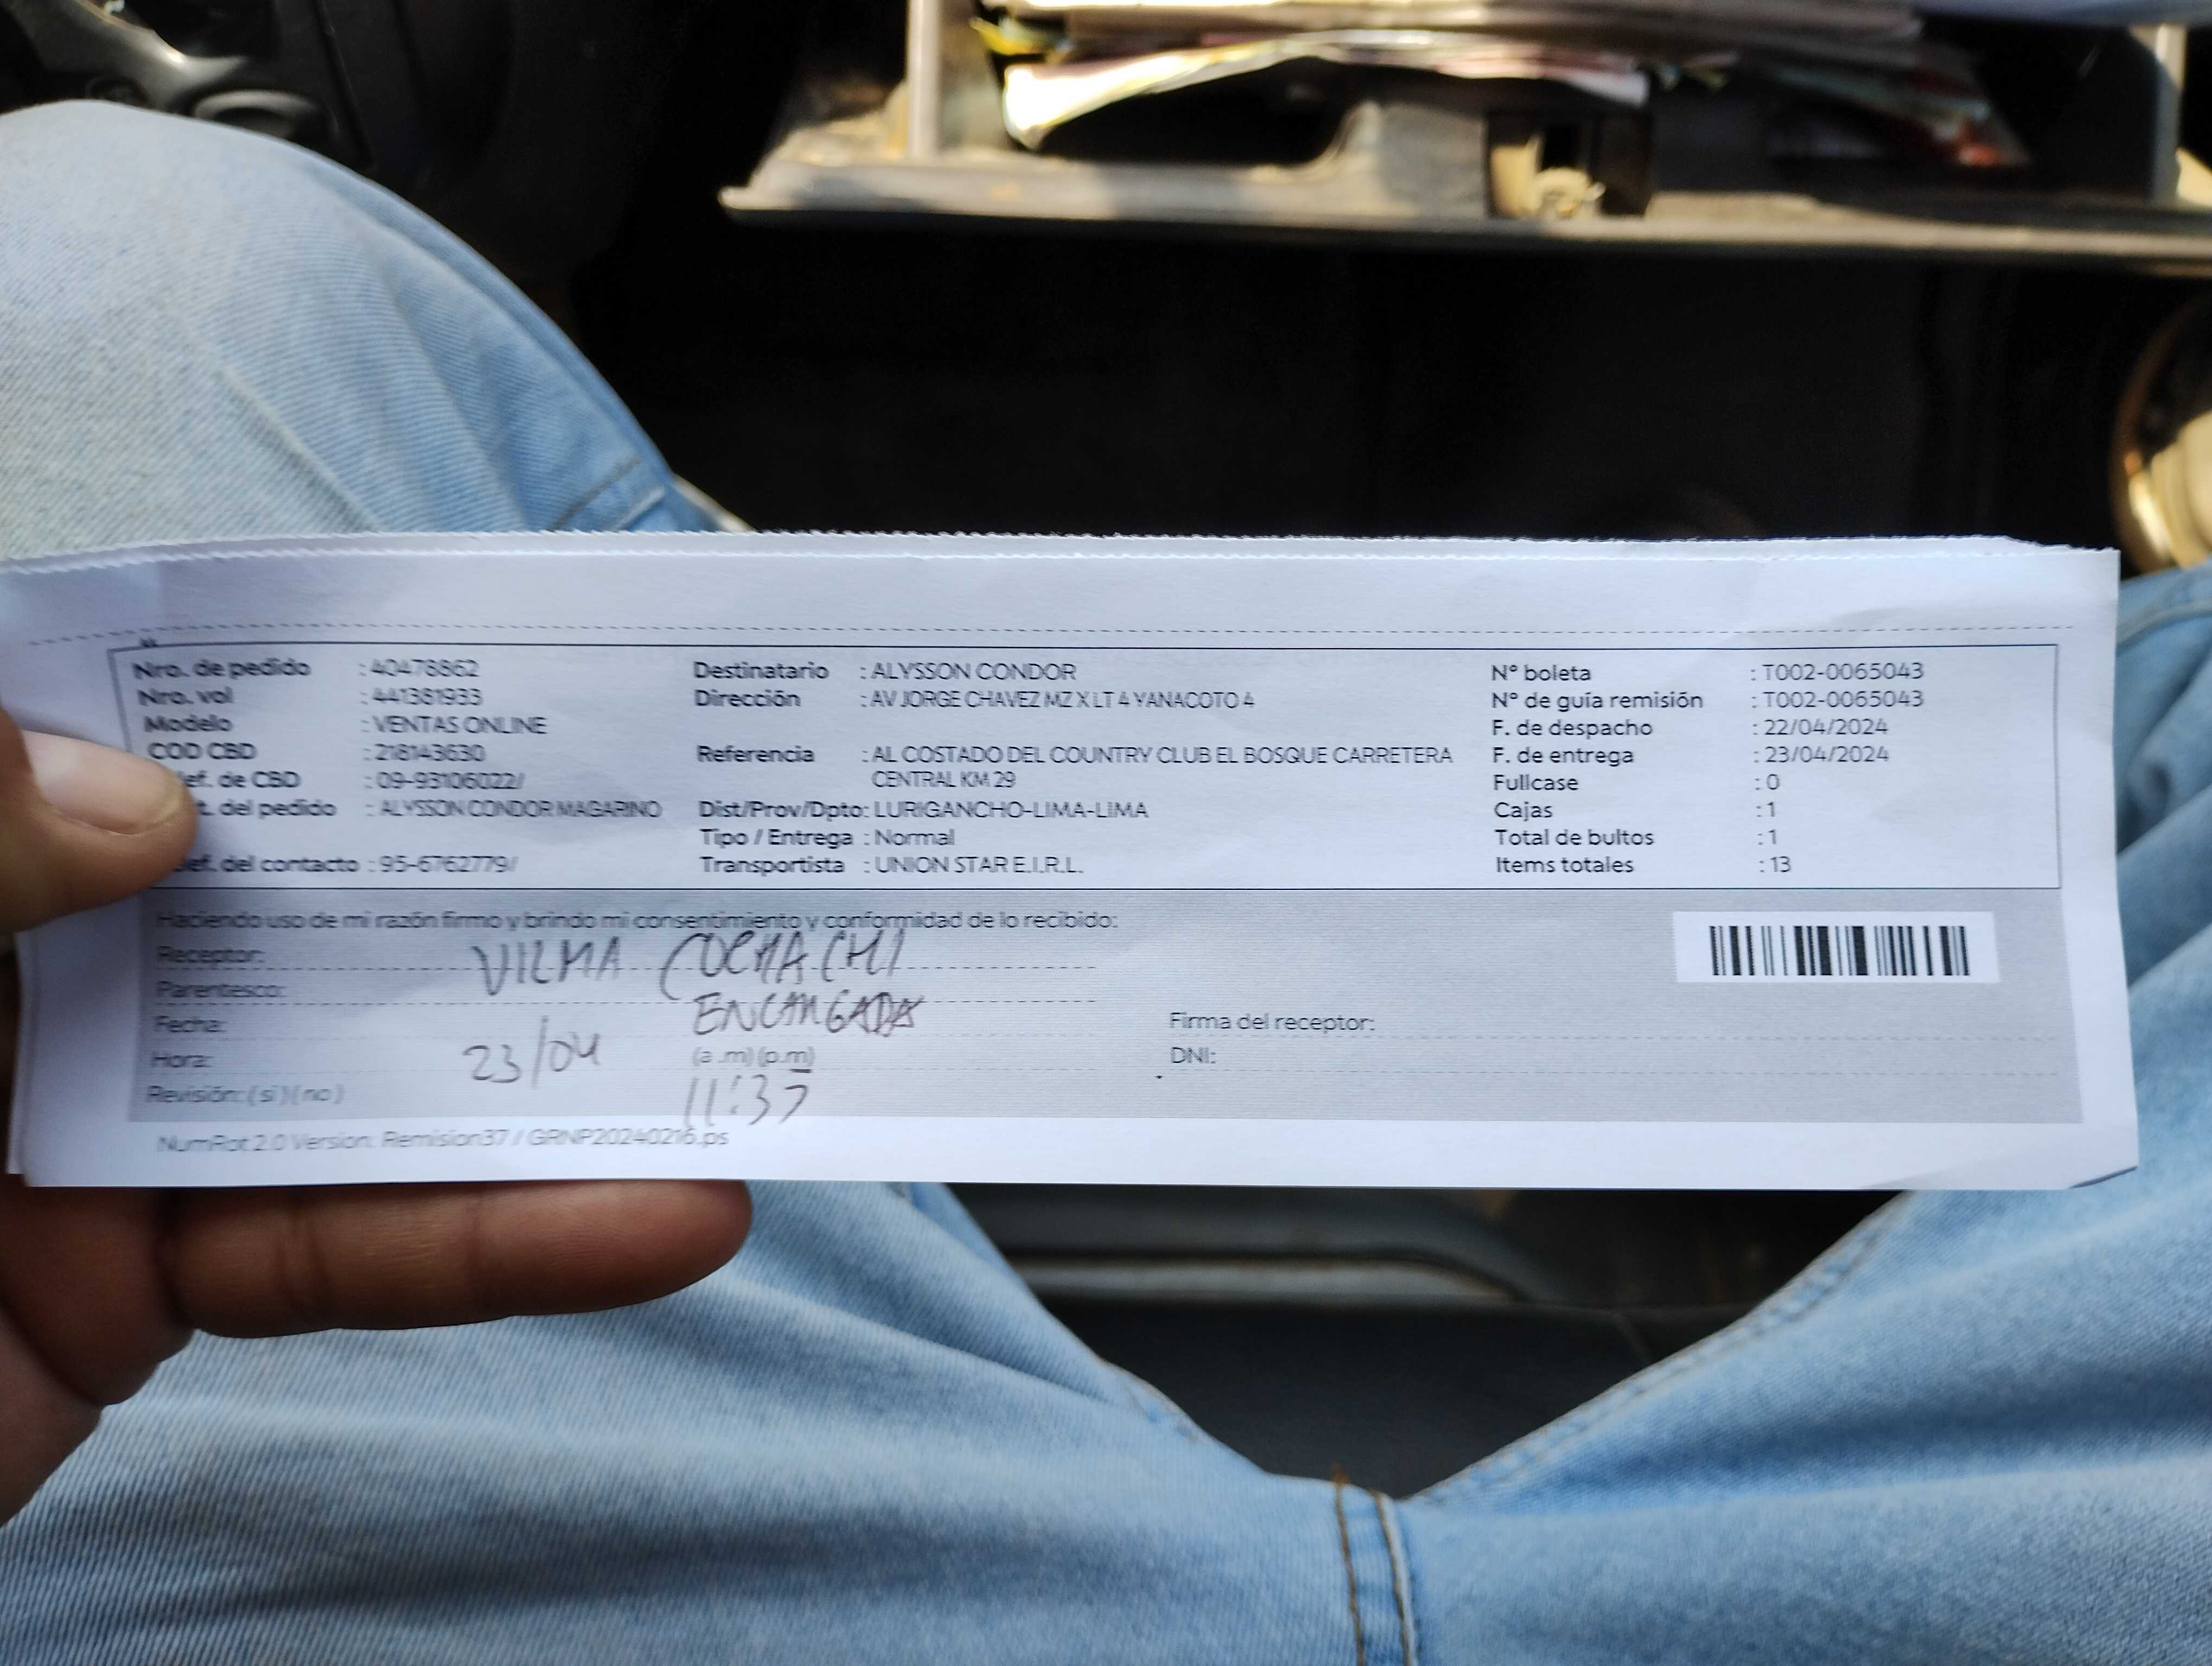 Nro. de pedido : 40478862
Nro. vol : 441381933
Modelo : VENTAS ONLINE
COD CBD : 218143630
ef. de CBD : 09-93106022/
t. del pedido : ALYSSON CONDOR MAGARINO
ef. del contacto : 95-6762779/
Destinatario : ALYSSON CONDOR
Dirección : AV JORGE CHAVEZ MZ X LT 4 YANACOTO 4
Referencia : AL COSTADO DEL COUNTRY CLUB EL BOSQUE CARRETERA
CENTRAL KM 29
Dist/Prov/Dpto: LURIGANCHO-LIMA-LIMA
Tipo / Entrega : Normal
Transportista : UNION STAR E.I.R.L.
Nº boleta : T002-0065043
Nº de guía remisión : T002-0065043
F. de despacho : 22/04/2024
F. de entrega : 23/04/2024
Fullcase : 0
Cajas : 1
Total de bultos : 1
Items totales : 13
Haciendo uso de mi razón firmo y brindo mi consentimiento y conformidad de lo recibido:
Receptor: VILMA COCHACHI
Parentesco: ENCARGADA
Fecha: 23/04
Hora: (a .m) (p.m)
11:37
Revisión: ( si ) ( no )
Firma del receptor:
DNI:
NumRot 2.0 Version: Remision37 / GRNP20240216.ps